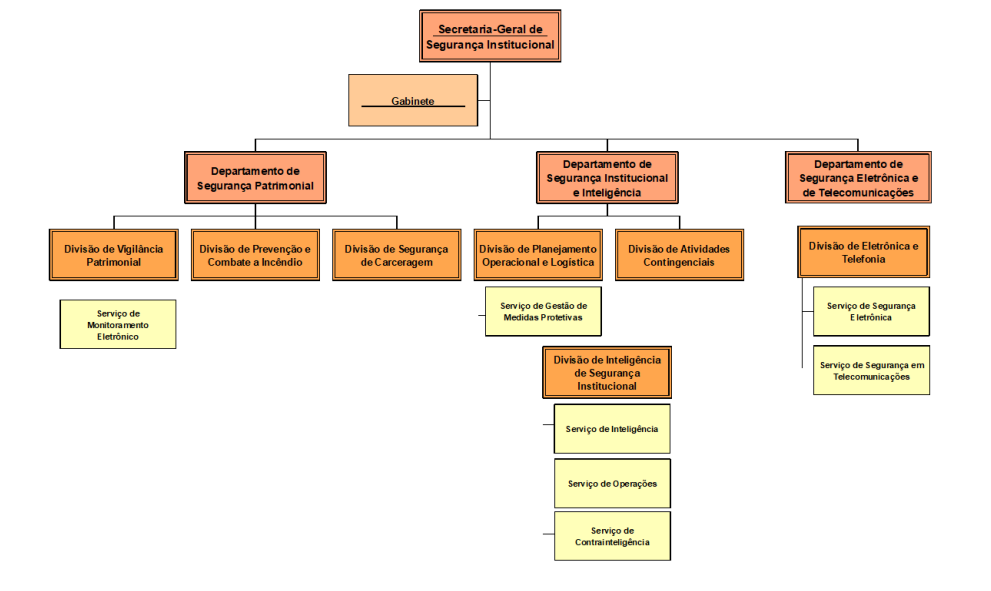 Secretaria-Geral de
Segurança Institucional
Gabinete
Departamento de
Segurança Patrimonial
Departamento de
Segurança Institucional
e Inteligência
Departamento de
Segurança Eletrônica e
de Telecomunicações
Divisão de Vigilância
Patrimonial
Divisão de Prevenção e
Combate a Incêndio
Divisão de Segurança
de Carceragem
Divisão de Planejamento
Operacional e Logística
Divisão de Atividades
Contingenciais
Divisão de Eletrônica e
Telefonia
Serviço de
Monitoramento
Eletrônico
Serviço de Gestão de
Medidas Protetivas
Serviço de Segurança
Eletrônica
Divisão de Inteligência
de Segurança
Institucional
Serviço de Segurança em
Telecomunicações
Serviço de Inteligência
Serviço de Operações
Serviço de
Contrainteligência